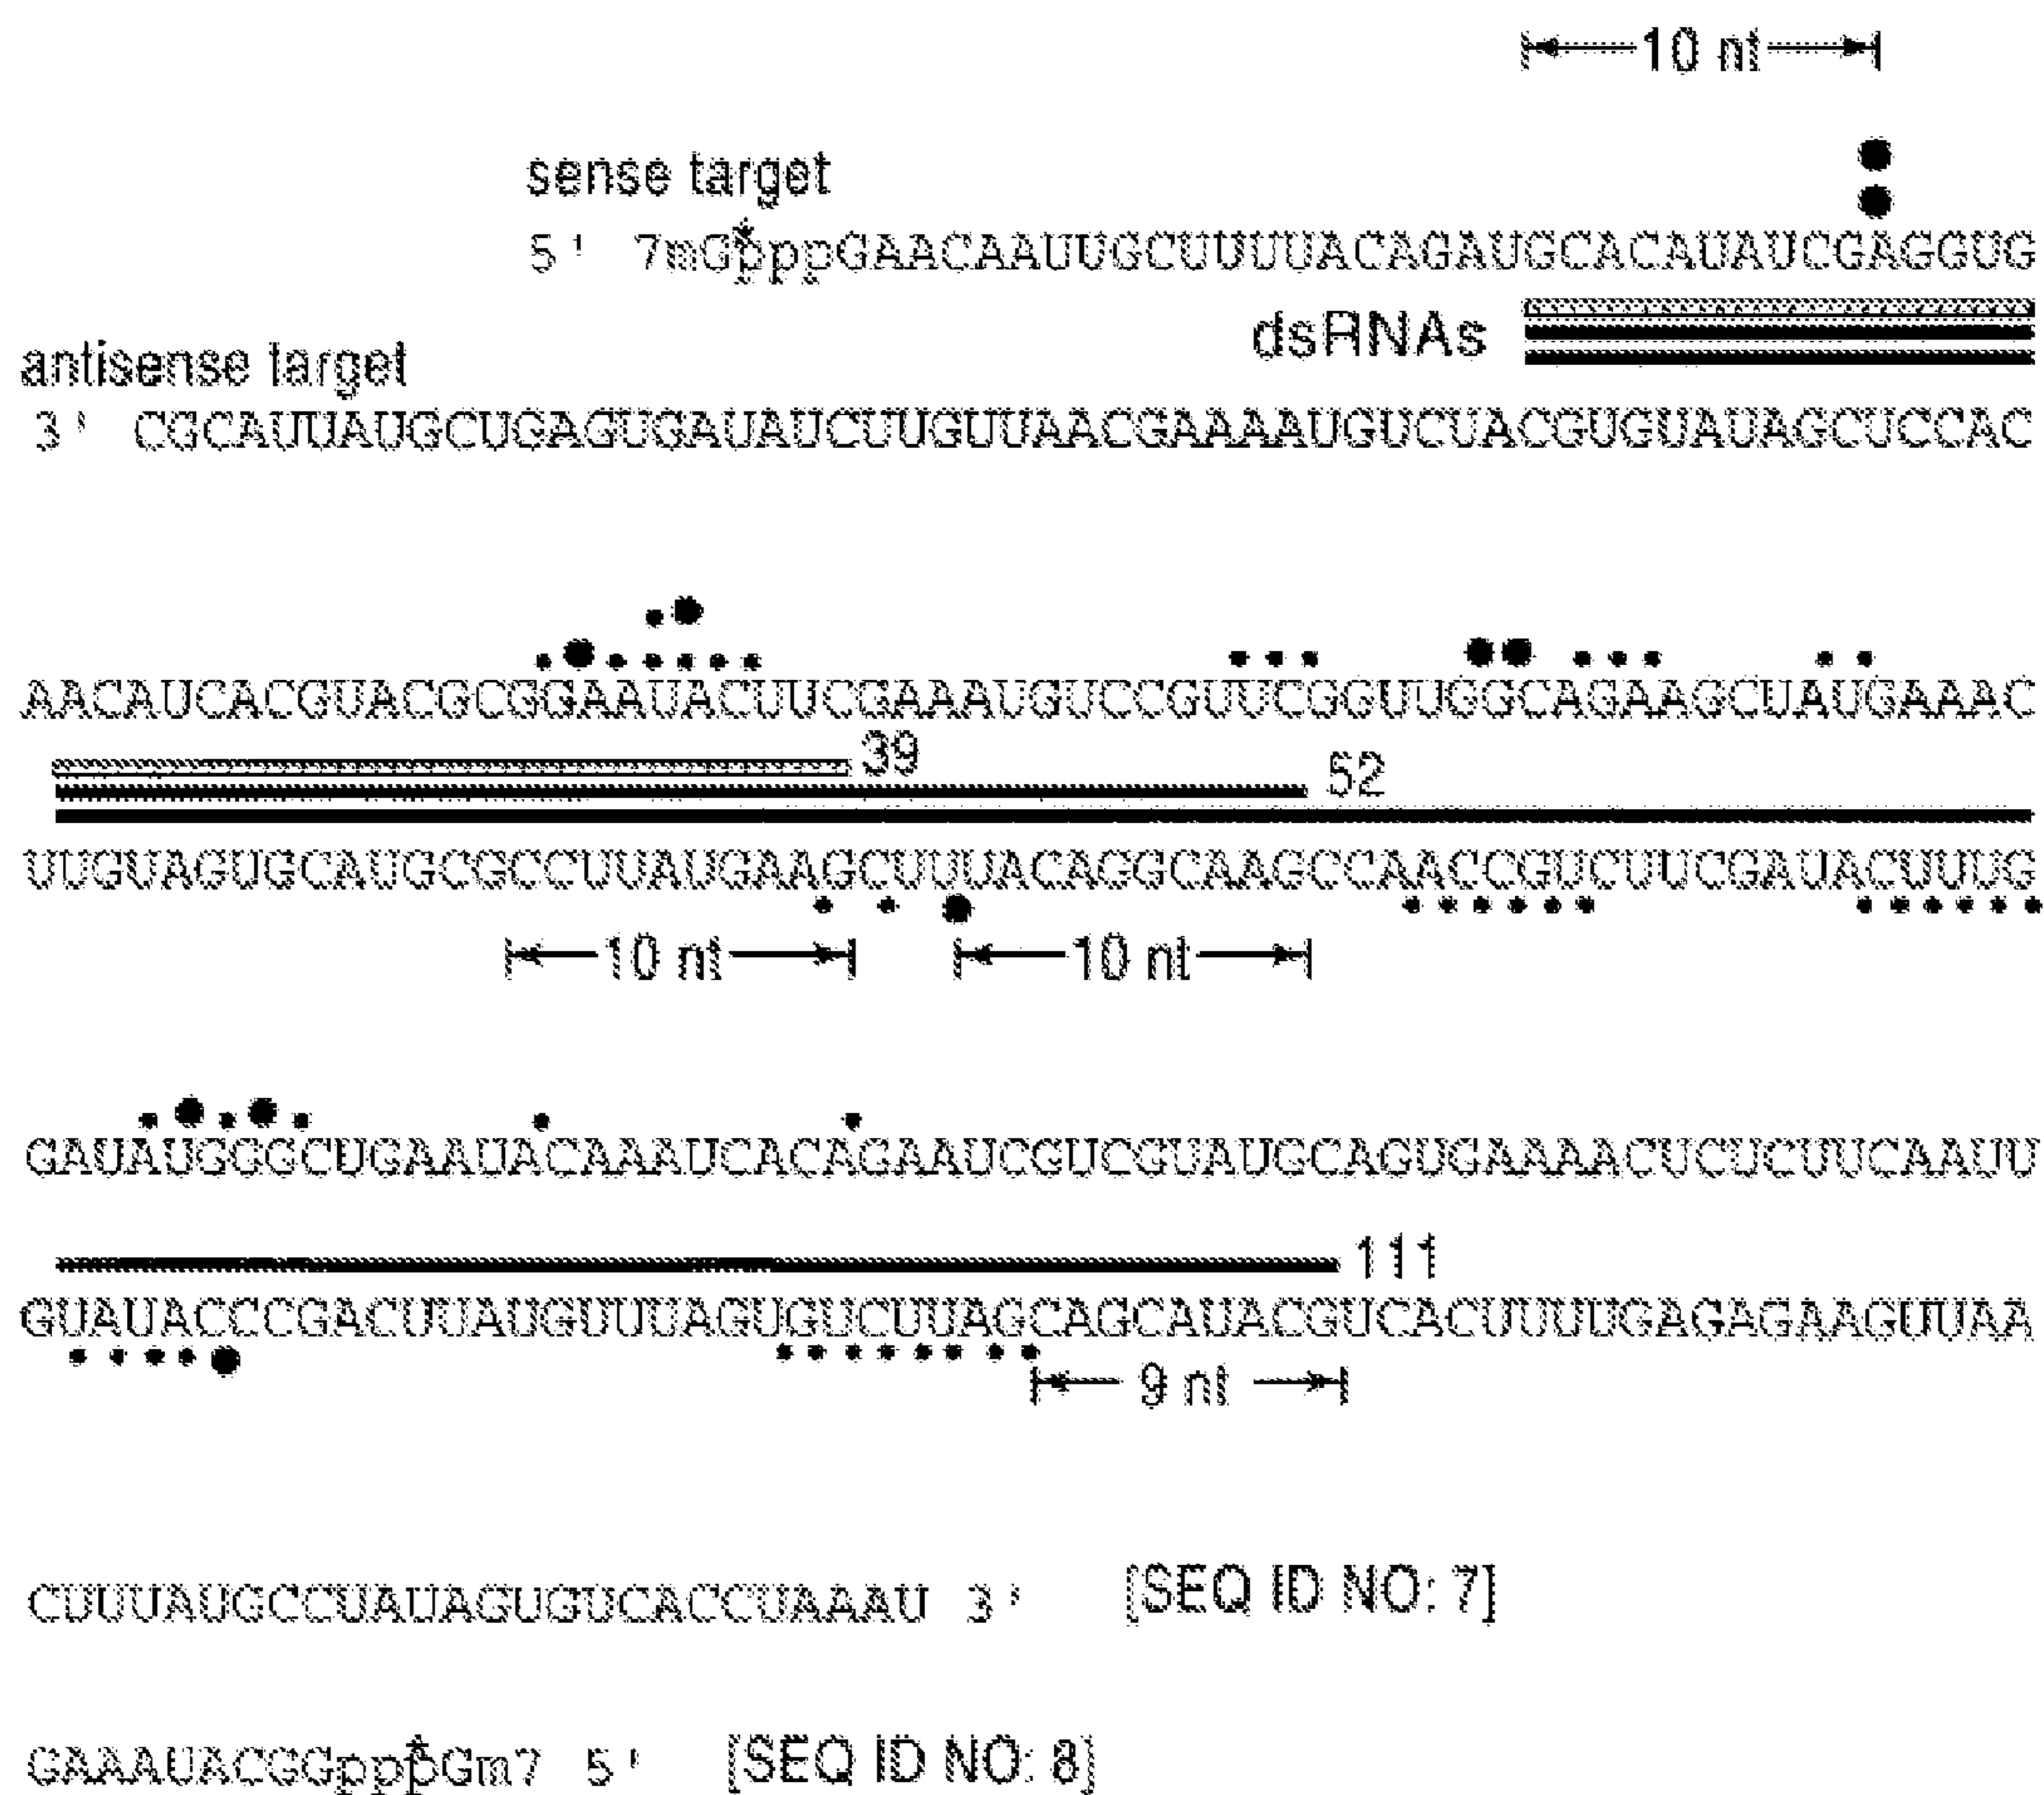 10 nt
sense target
5' 7mGpppGAACAAUUGCUUUUACAGAUGCACAUAUCGAGGUG
*
dsRNAs
antisense target
3' CGCAUUAUGCUGAGUGAUAUCUUGUUAACGAAAAUGUCUACGUGUAUAGCUCCAC
AACAUCACGUACGCGGAAUACUUCGAAAUGUCCGUUCGGUUGGCAGAAGCUAUGAAAC
39
52
UUGUAGUGCAUGCGCCUUAUGAAGCUUUACAGGCAAGCCAACCGUCUUCGAUACUUUG
10 nt 10 nt
GAUAUGGGCUGAAUACAAAUCACAGAAUCGUCGUAUGCAGUGAAAACUCUCUUCAAUU
111
CUAUACCCGACUUAUGUUUAGUGUCUUAGCAGCAUACGUCACUUUUGAGAGAAGUUAA
9 nt
CUUUAUGCCUAUAGUGUCACCUAAAU 3' [SEQ ID NO: 7]
*
GAAAUACGGpppGm7 5' [SEQ ID NO: 8]